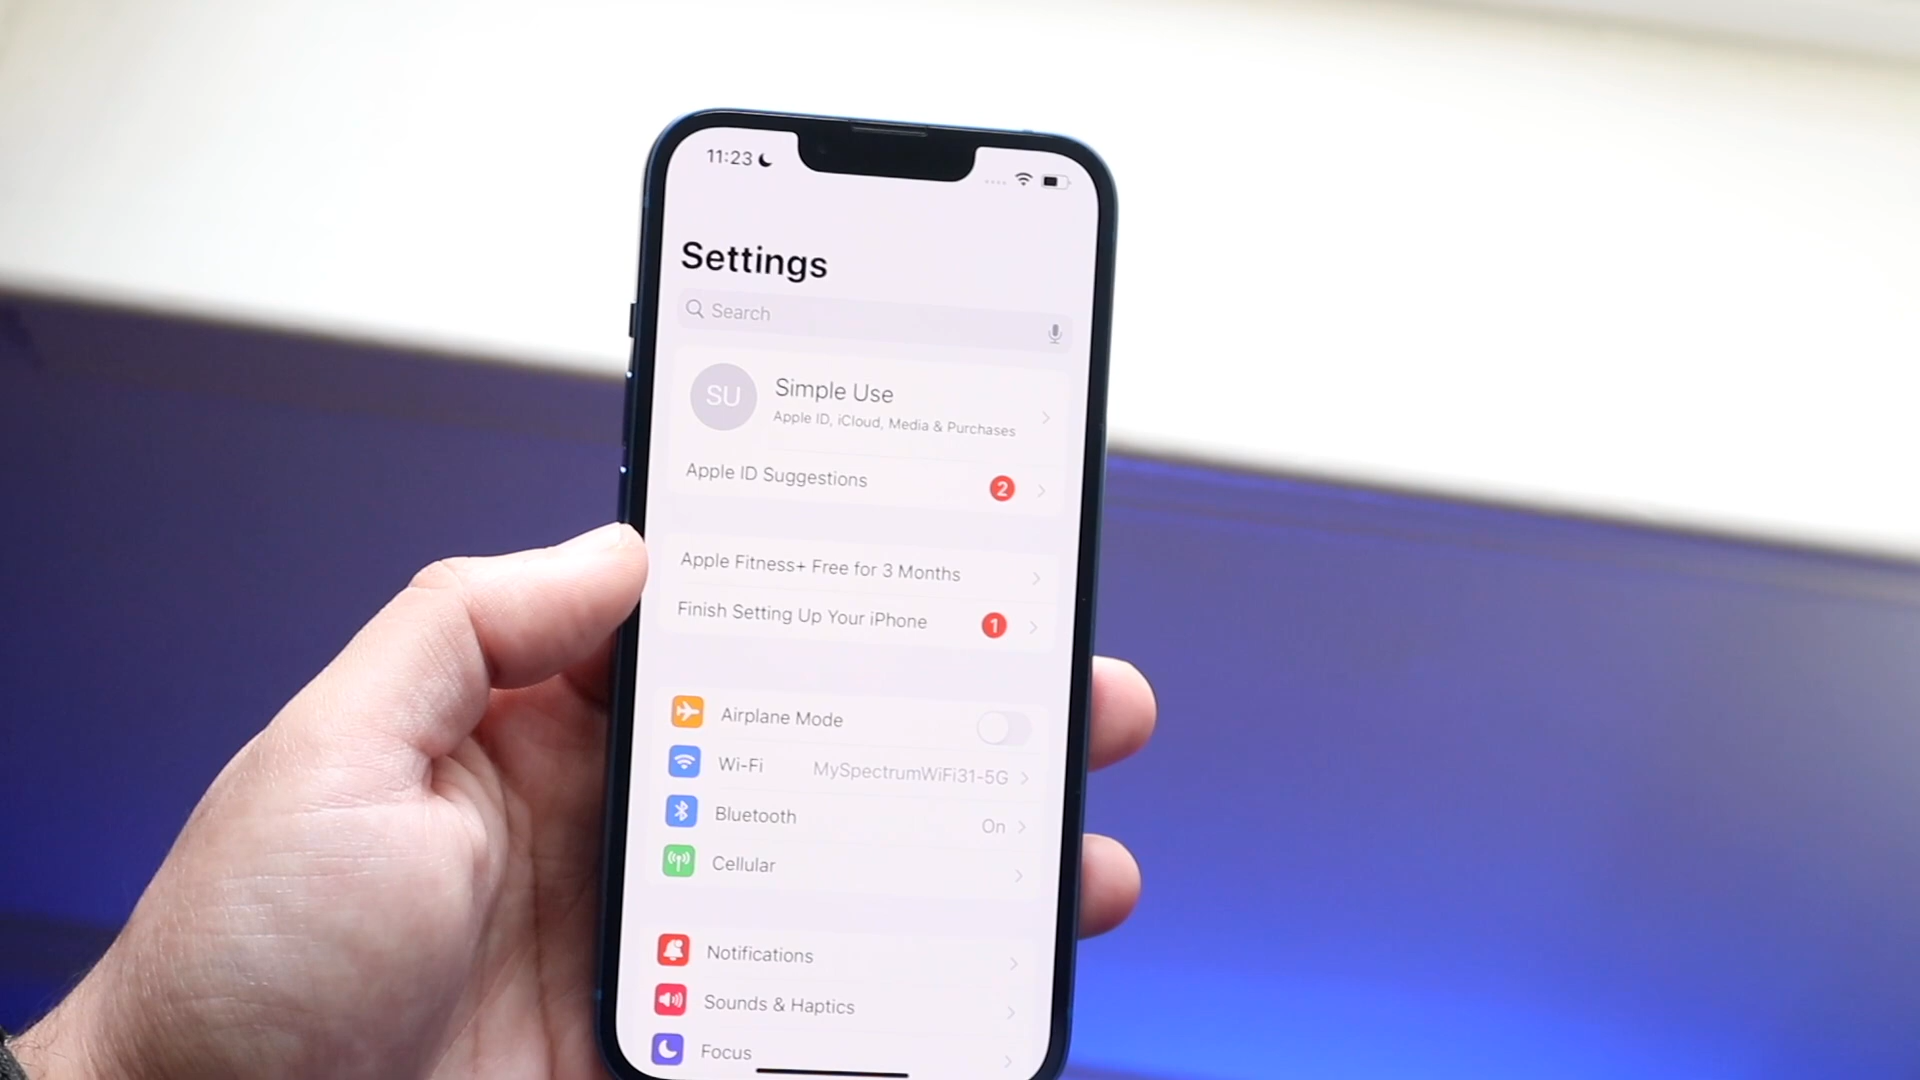 11:23
Settings
Search
SU
Simple Use
Apple ID, iCloud, Media & Purchases
Apple ID Suggestions
2
Apple Fitness+ Free for 3 Months
Finish Setting Up Your iPhone
1
Airplane Mode
Wi-Fi MySpectrumWiFi31-5G
Bluetooth On
Cellular
Notifications
Sounds & Haptics
Focus